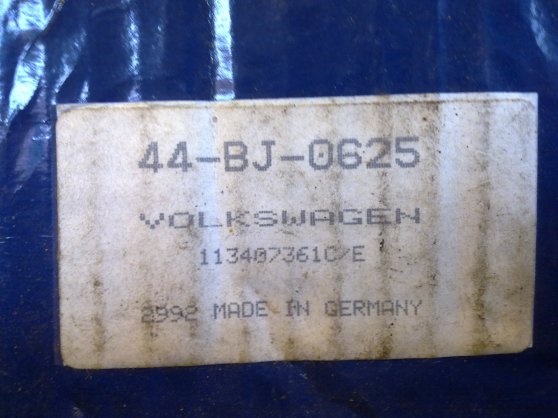 44-BJ-0625
VOLKSWAGEN
113407361C/E
2992 MADE IN GERMANY